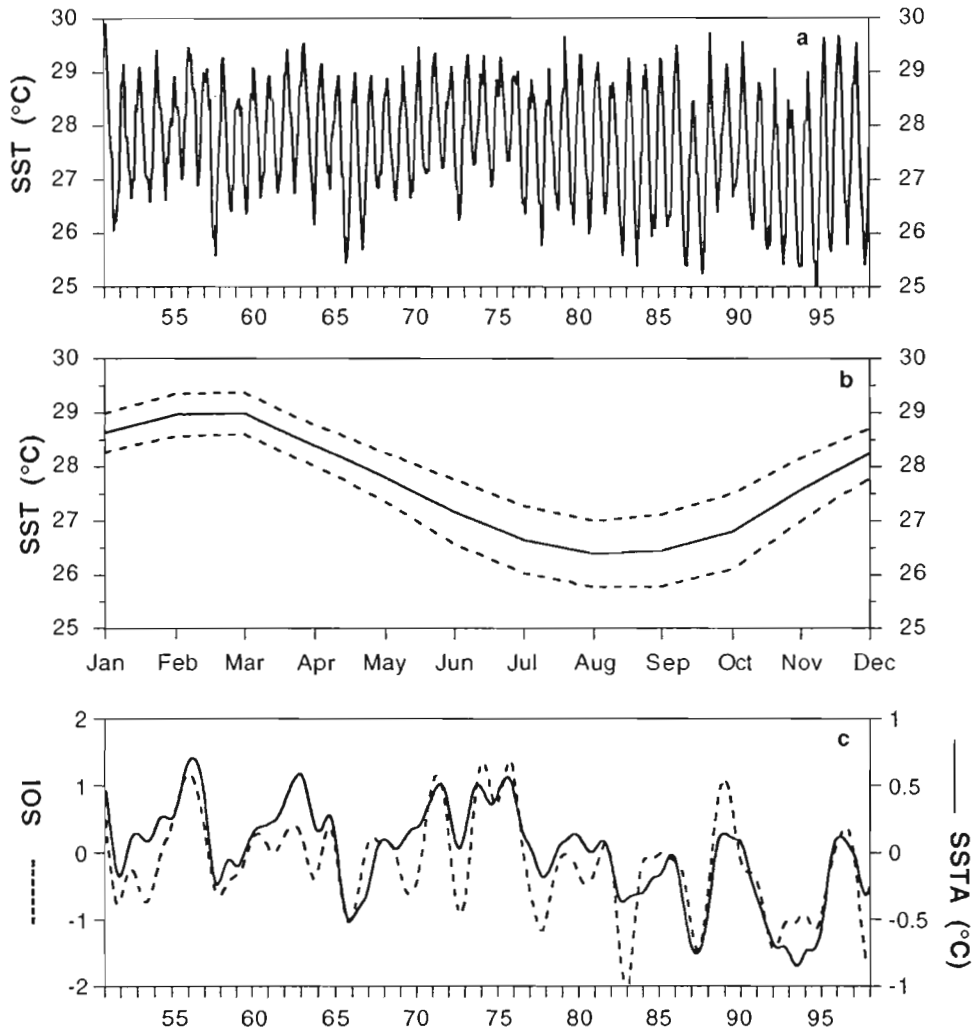 30 30
a
29 29
SST (°C)
28 28
27 27
26 26
25 25
55 60 65 70 75 80 85 90 95
30 30
b
29 29
SST (°C)
28 28
27 27
26 26
25 25
Jan Feb Mar Apr May Jun Jul Aug Sep Oct Nov Dec
2 1
c
1 0.5
SOI
0 0
SSTA (°C)
-1 -0.5
-2 -1
55 60 65 70 75 80 85 90 95